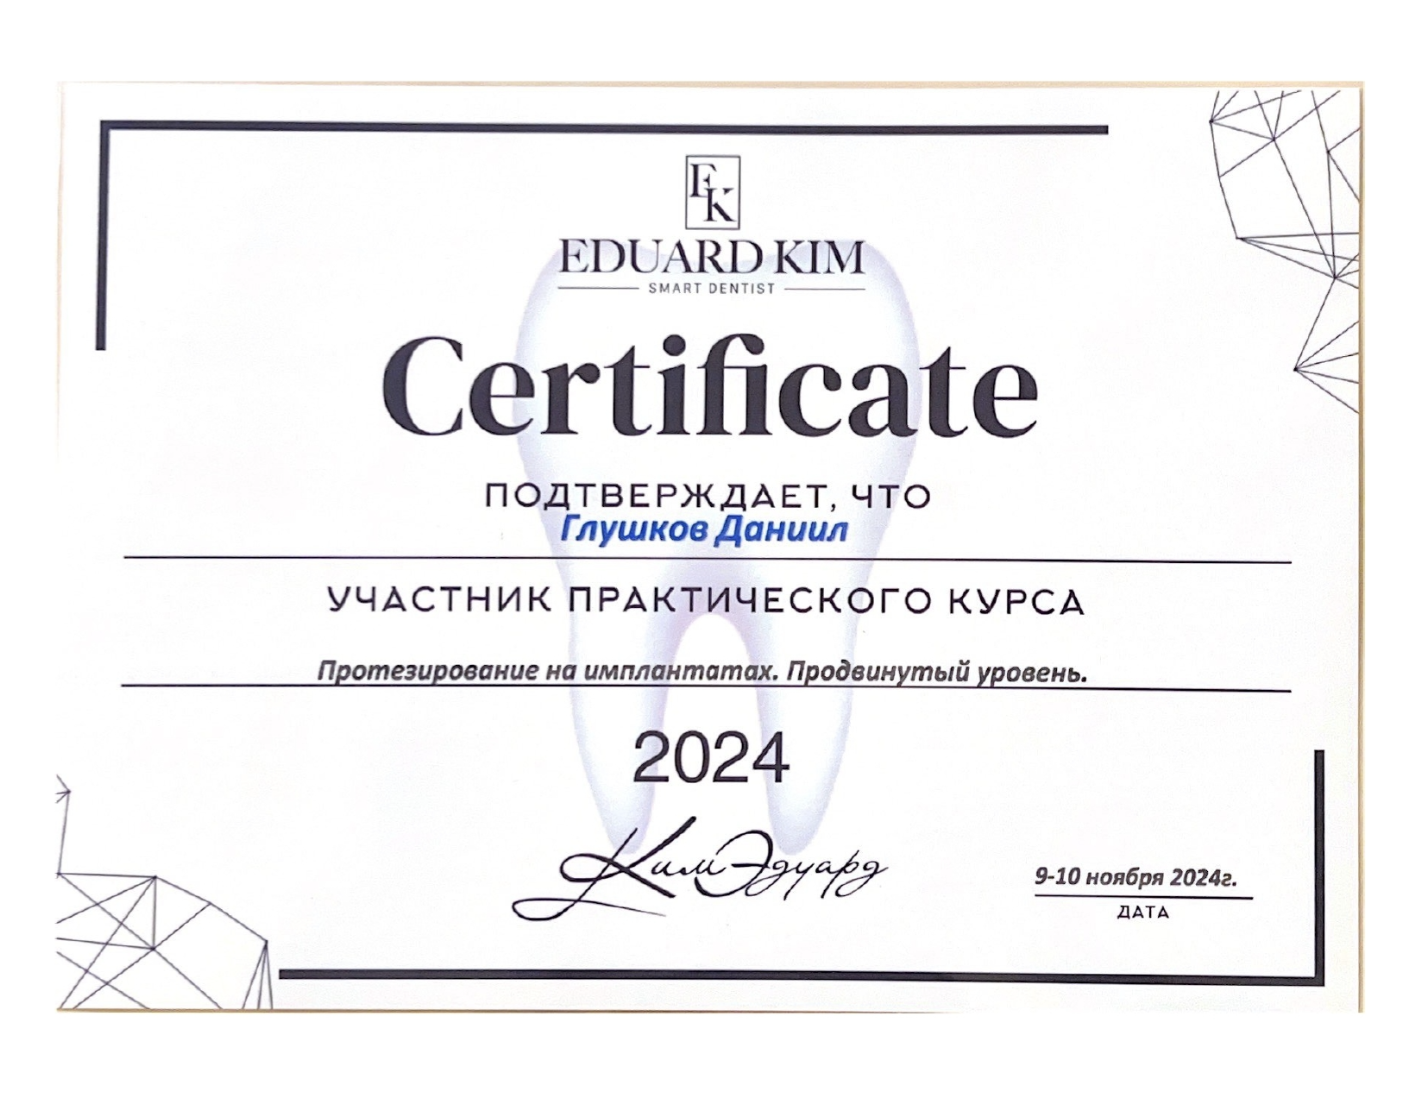 EK
EDUARD KIM
SMART DENTIST
Certificate
ПОДТВЕРЖДАЕТ, ЧТО
Глушков Даниил
УЧАСТНИК ПРАКТИЧЕСКОГО КУРСА
Протезирование на имплантатах. Продвинутый уровень.
2024
Ким Эдуард
9-10 ноября 2024г.
ДАТА